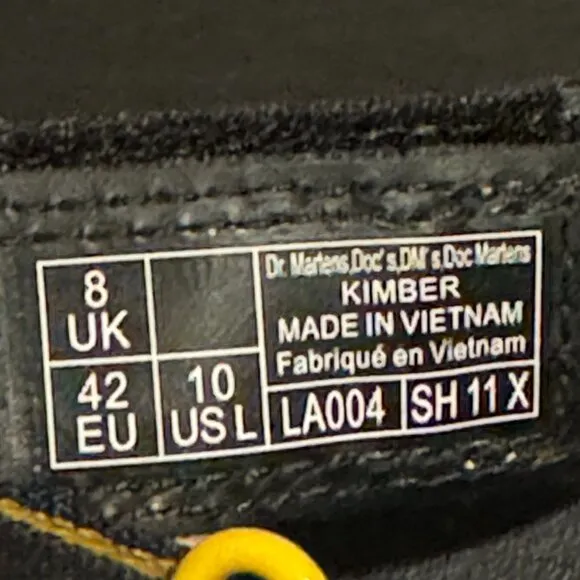 8
UK
42
EU
10
US L
Dr. Martens,Doc's,DM's,Doc Martens
KIMBER
MADE IN VIETNAM
Fabriqué en Vietnam
LA004
SH 11 X